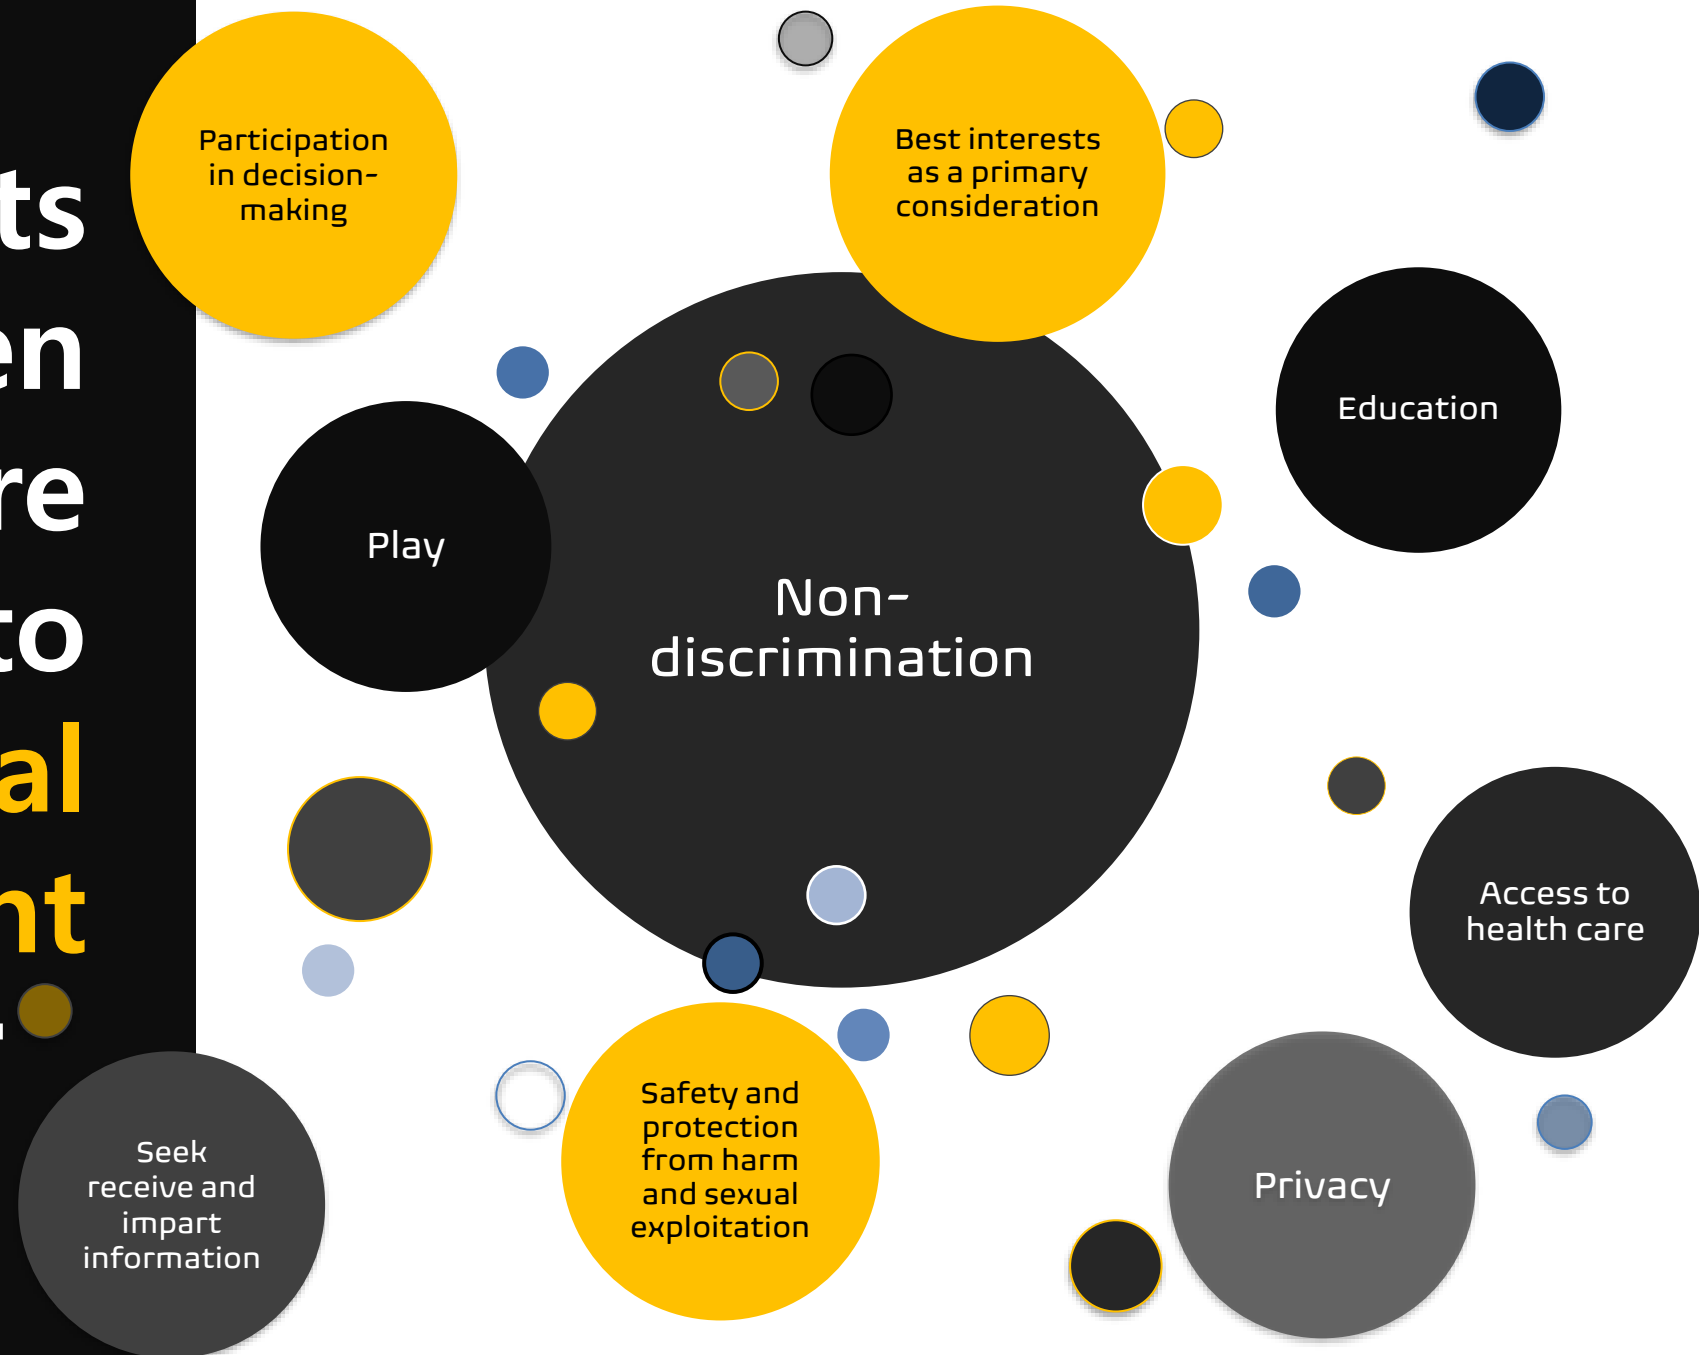 Participation
in decision-
making
Best interests
as a primary
consideration
Education
Play
Non-
discrimination
Access to
health care
Safety and
protection
from harm
and sexual
exploitation
Privacy
Seek
receive and
impart
information
ts
en
re
to
al
nt